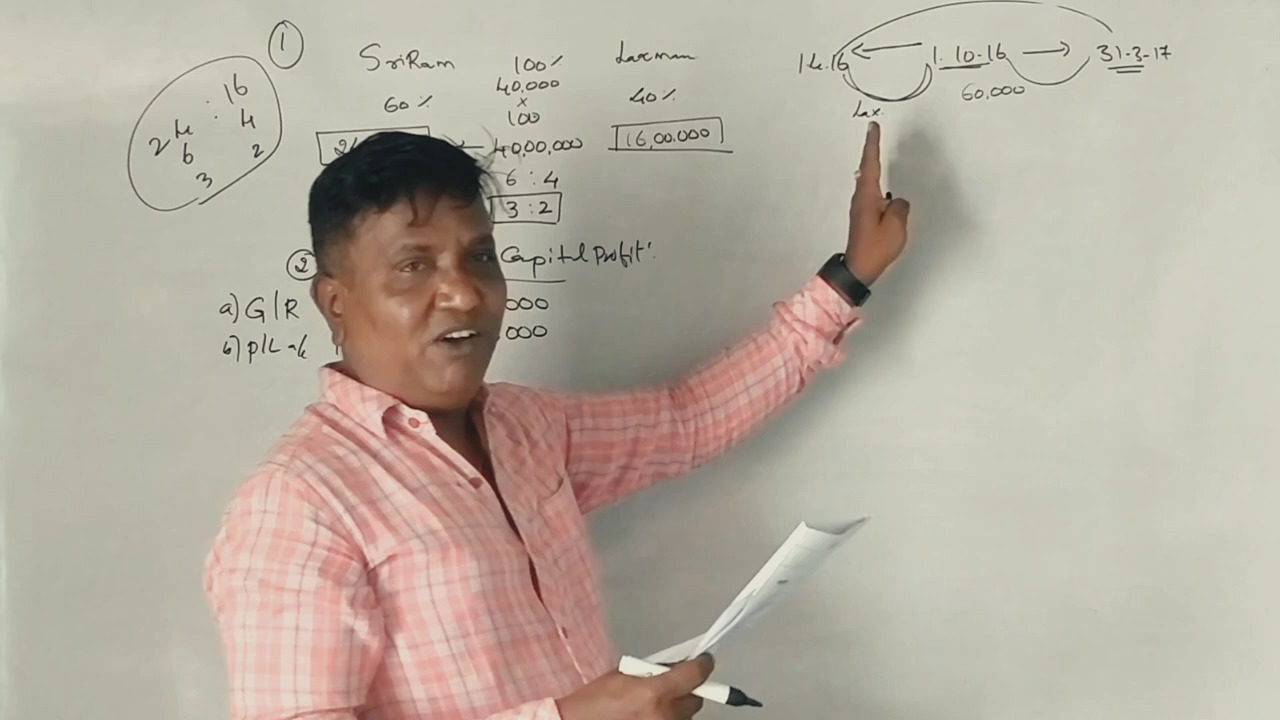 1
16
24 . 4
6 2
3
SriRam 100% Laxman
40,000
60% x 40%
100
40,00,000 16,00.000
6 : 4
3 : 2
2 Capital Profit:
a) G/R 000
b) P/L a/c 000
1.4.16 1.10-16 31-3-17
60,000
Lax.